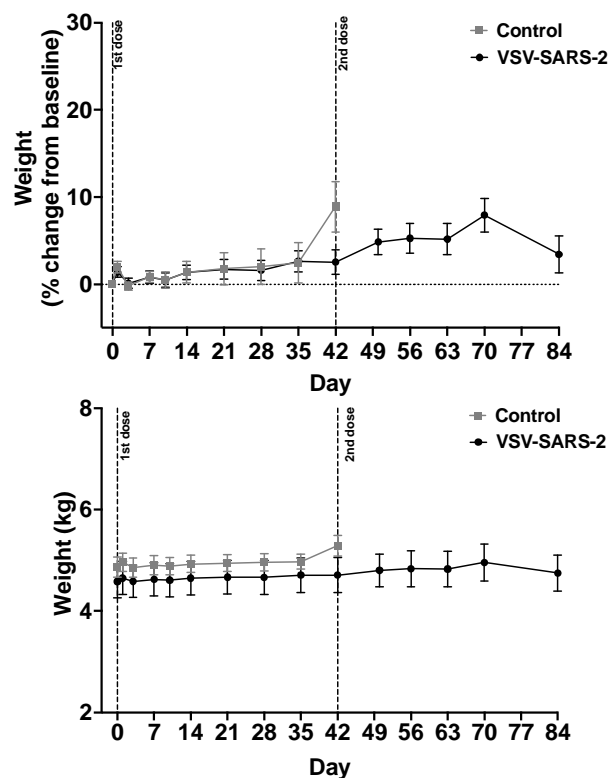 30
20
10
0
Weight
(% change from baseline)
1st dose
2nd dose
Control
VSV-SARS-2
0 7 14 21 28 35 42 49 56 63 70 77 84
Day
8
6
4
2
Weight (kg)
1st dose
2nd dose
Control
VSV-SARS-2
0 7 14 21 28 35 42 49 56 63 70 77 84
Day